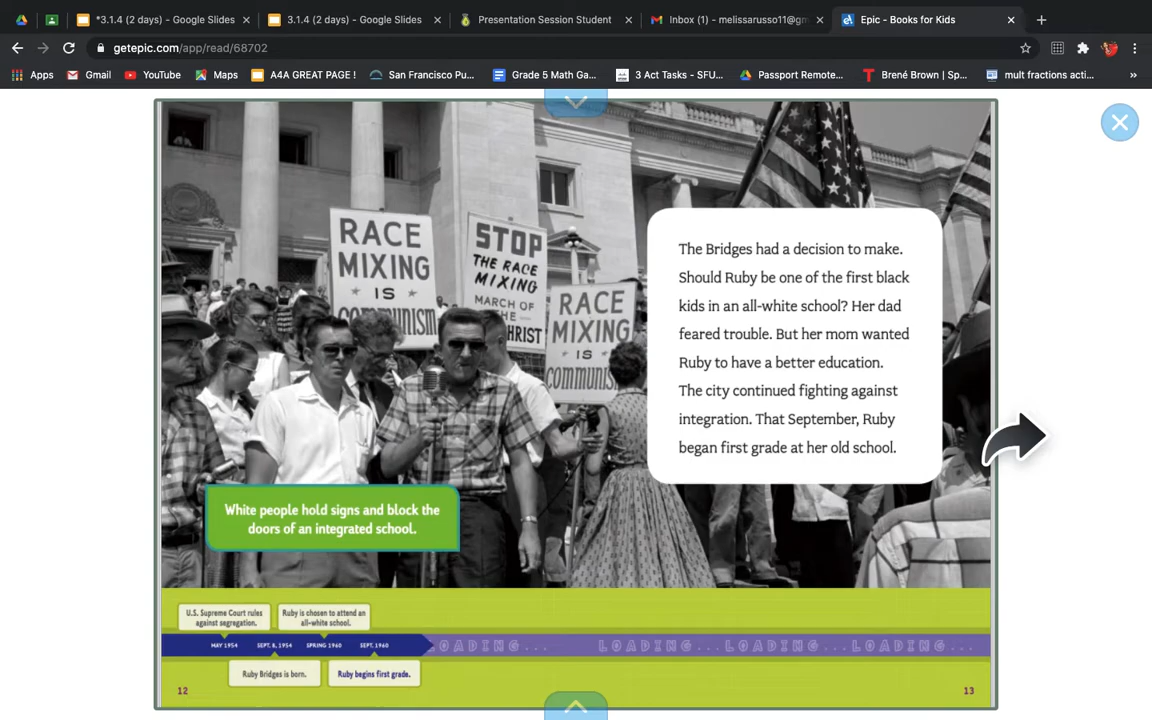 *3.1.4 (2 days) - Google Slides
3.1.4 (2 days) - Google Slides
Presentation Session Student
Inbox (1) - melissarusso11@gm
Epic - Books for Kids
getepic.com/app/read/68702
Apps
Gmail
YouTube
Maps
A4A GREAT PAGE !
San Francisco Pu...
Grade 5 Math Ga...
3 Act Tasks - SFU...
Passport Remote...
Brené Brown | Sp...
mult fractions acti...
»
RACE
MIXING
IS
COMMUNISM
STOP
THE RACE
MIXING
MARCH OF
THE
RACE
MIXING
IS
COMMUNISM
The Bridges had a decision to make.
Should Ruby be one of the first black
kids in an all-white school? Her dad
feared trouble. But her mom wanted
Ruby to have a better education.
The city continued fighting against
integration. That September, Ruby
began first grade at her old school.
White people hold signs and block the
doors of an integrated school.
U.S. Supreme Court rules
against segregation.
Ruby is chosen to attend an
all-white school.
MAY 1954
SEPT. 8, 1954
SPRING 1960
SEPT. 1960
LOADING...
LOADING...
LOADING...
LOADING...
Ruby Bridges is born.
Ruby begins first grade.
12
13